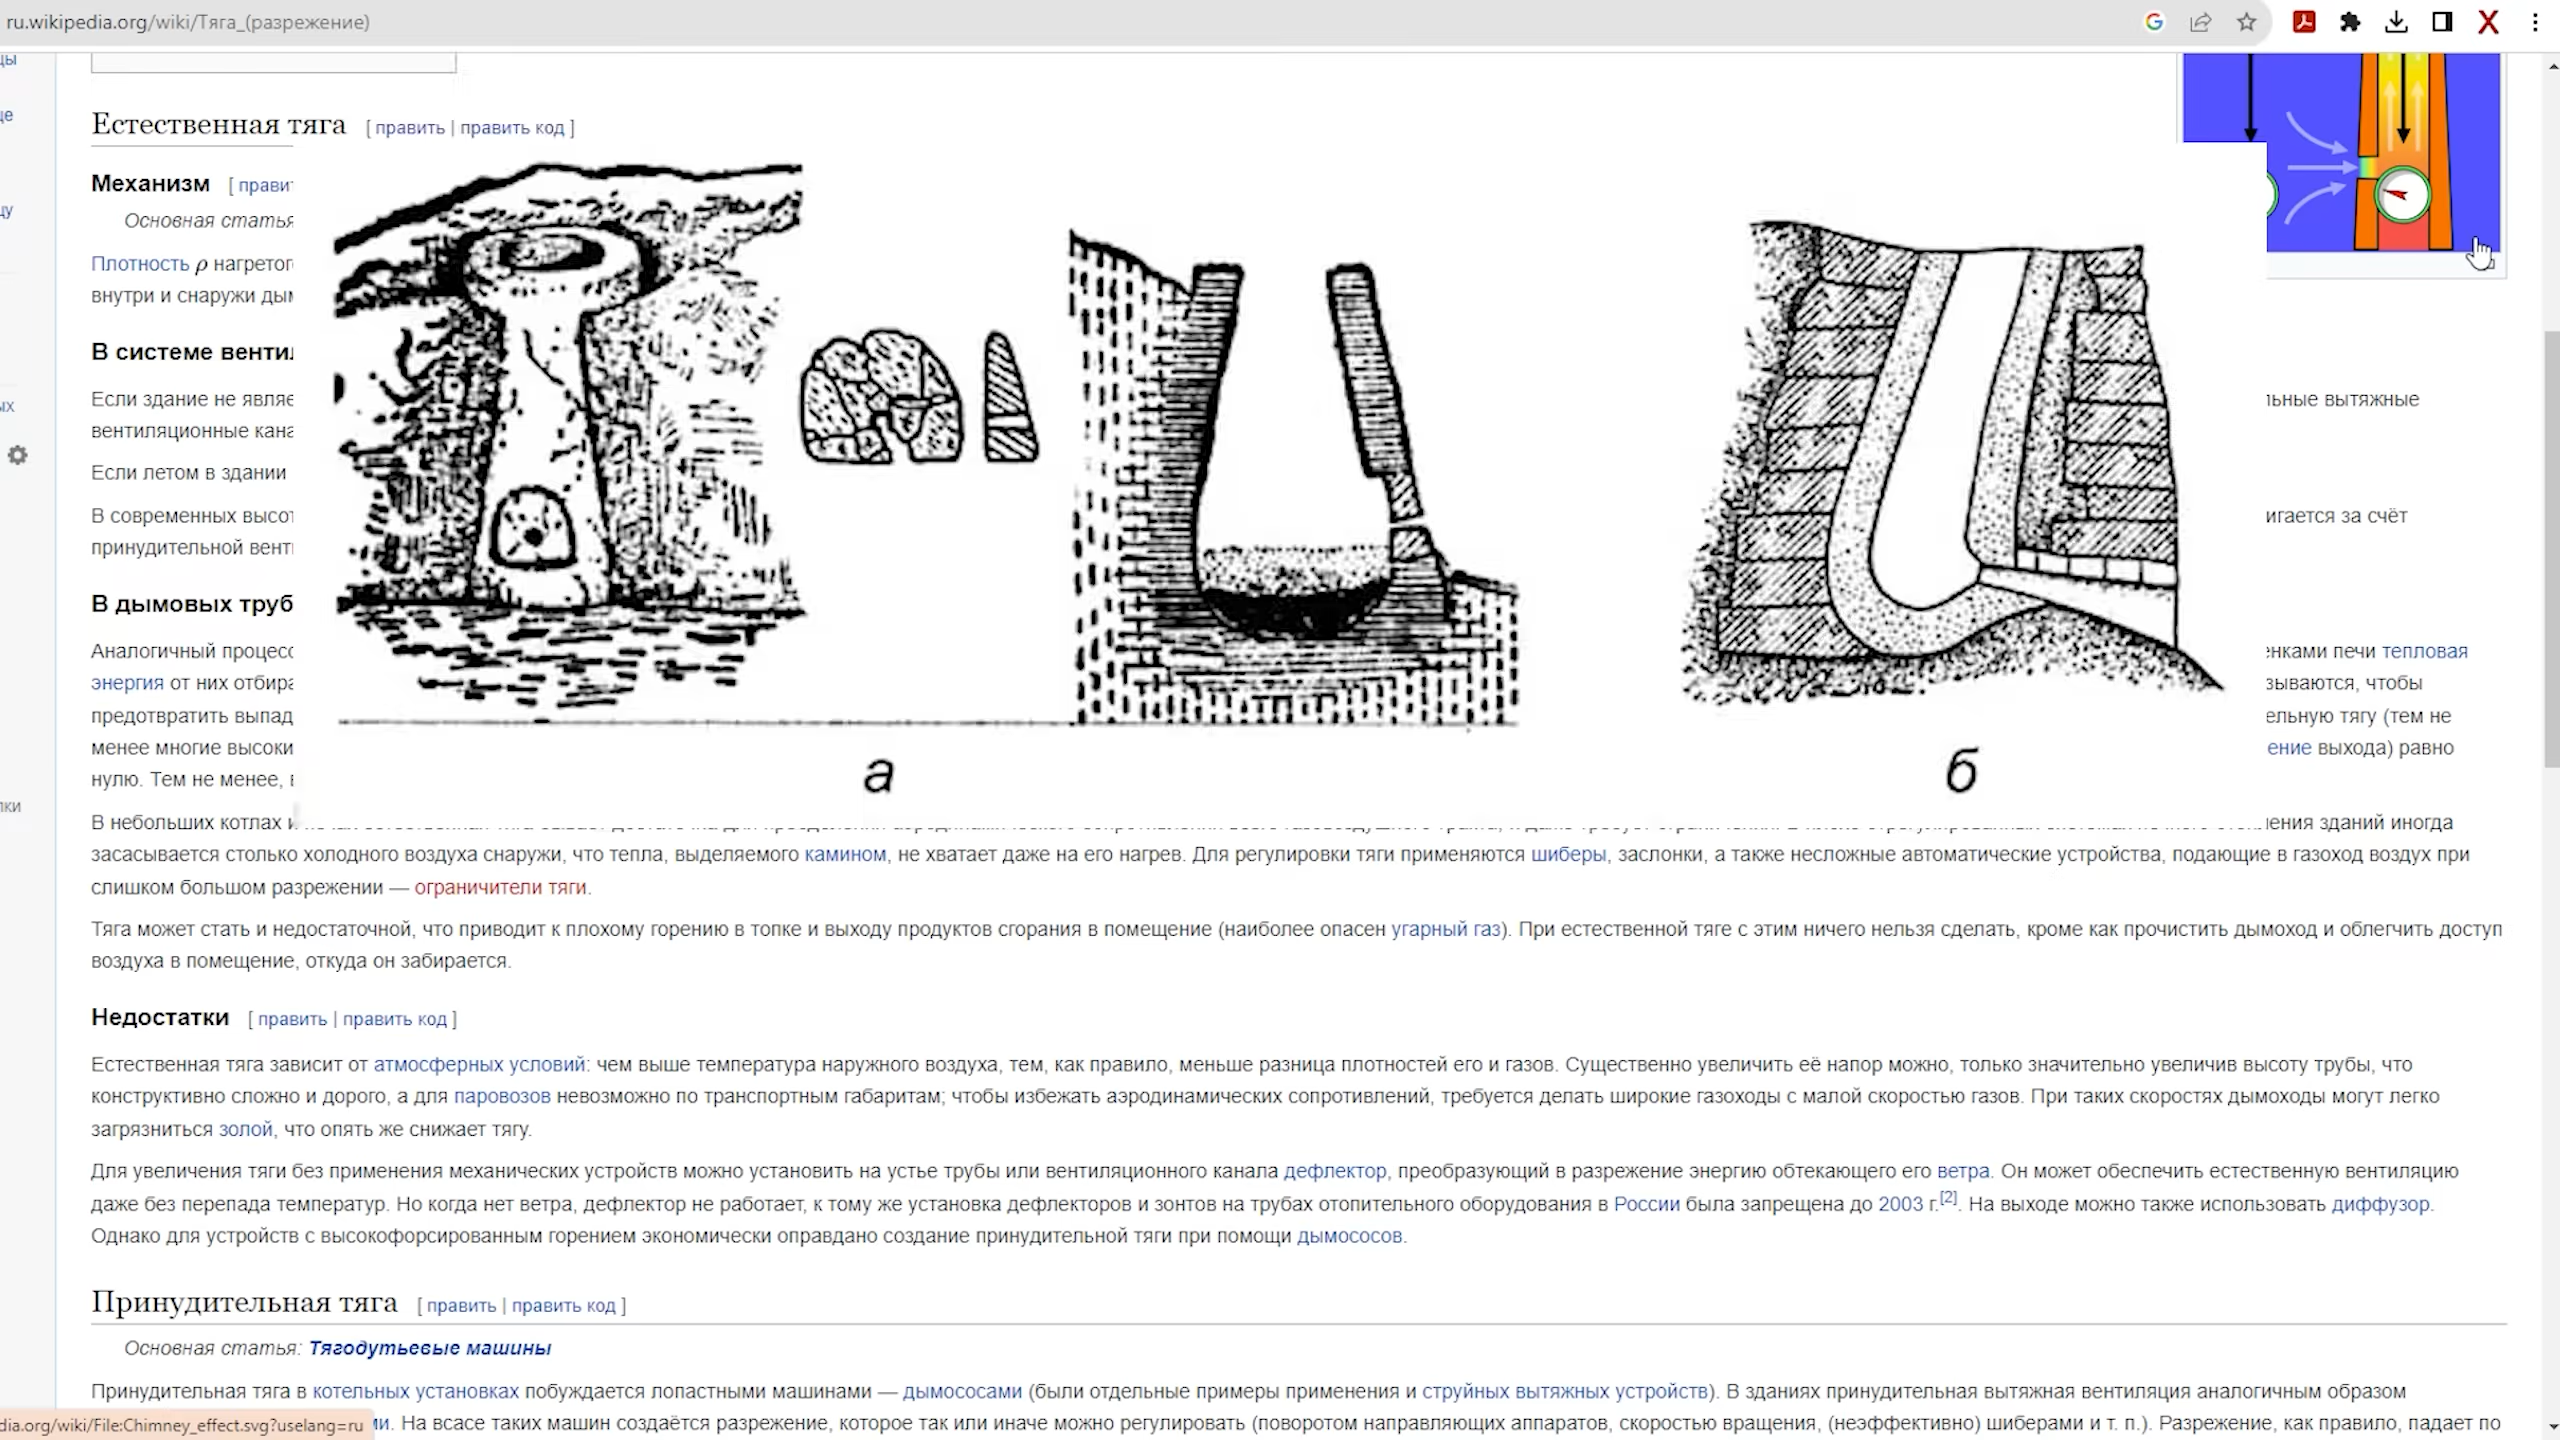 ru.wikipedia.org/wiki/Тяга_(разрежение)
Естественная тяга [ править | править код ]
Механизм [
Основная статья
Плотность ρ
внутри и снаружи
В системе
Если здание не
ьные вытяжные
вентиляционные
Если летом в здании
В современных
игается за счёт
принудительной
В дымовых
Аналогичный
енками печи тепловая
энергия от них
зываются, чтобы
предотвратить
ельную тягу (тем не
менее многие
ение выхода) равно
нулю. Тем не менее,
а
б
В небольших котлах
ения зданий иногда
засасывается столько холодного воздуха снаружи, что тепла, выделяемого камином, не хватает даже на его нагрев. Для регулировки тяги применяются шиберы, заслонки, а также несложные автоматические устройства, подающие в газоход воздух при
слишком большом разрежении — ограничители тяги.
Тяга может стать и недостаточной, что приводит к плохому горению в топке и выходу продуктов сгорания в помещение (наиболее опасен угарный газ). При естественной тяге с этим ничего нельзя сделать, кроме как прочистить дымоход и облегчить доступ
воздуха в помещение, откуда он забирается.
Недостатки [ править | править код ]
Естественная тяга зависит от атмосферных условий: чем выше температура наружного воздуха, тем, как правило, меньше разница плотностей его и газов. Существенно увеличить её напор можно, только значительно увеличив высоту трубы, что
конструктивно сложно и дорого, а для паровозов невозможно по транспортным габаритам; чтобы избежать аэродинамических сопротивлений, требуется делать широкие газоходы с малой скоростью газов. При таких скоростях дымоходы могут легко
загрязниться золой, что опять же снижает тягу.
Для увеличения тяги без применения механических устройств можно установить на устье трубы или вентиляционного канала дефлектор, преобразующий в разрежение энергию обтекающего его ветра. Он может обеспечить естественную вентиляцию
даже без перепада температур. Но когда нет ветра, дефлектор не работает, к тому же установка дефлекторов и зонтов на трубах отопительного оборудования в России была запрещена до 2003 г.[2]. На выходе можно также использовать диффузор.
Однако для устройств с высокофорсированным горением экономически оправдано создание принудительной тяги при помощи дымососов.
Принудительная тяга [ править | править код ]
Основная статья: Тягодутьевые машины
Принудительная тяга в котельных установках побуждается лопастными машинами — дымососами (были отдельные примеры применения и струйных вытяжных устройств). В зданиях принудительная вытяжная вентиляция аналогичным образом
dia.org/wiki/File:Chimney_effect.svg?uselang=ru
ми. На всасе таких машин создаётся разрежение, которое так или иначе можно регулировать (поворотом направляющих аппаратов, скоростью вращения, (неэффективно) шиберами и т. п.). Разрежение, как правило, падает по